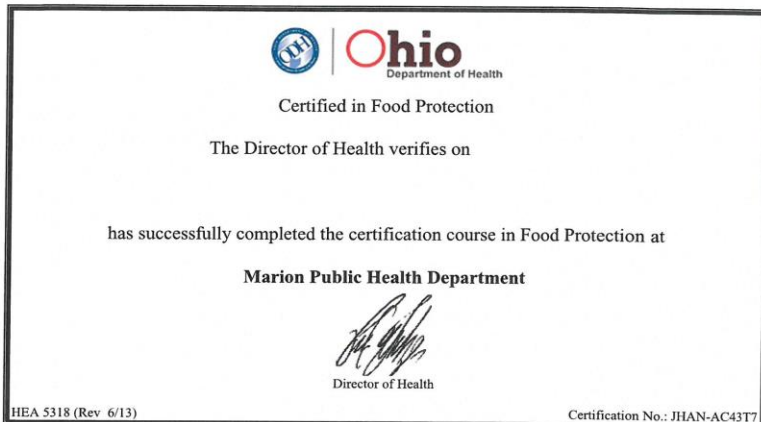 ODH
Ohio
Department of Health
Certified in Food Protection
The Director of Health verifies on
has successfully completed the certification course in Food Protection at
Marion Public Health Department
Director of Health
HEA 5318 (Rev 6/13)
Certification No.: JHAN-AC43T7